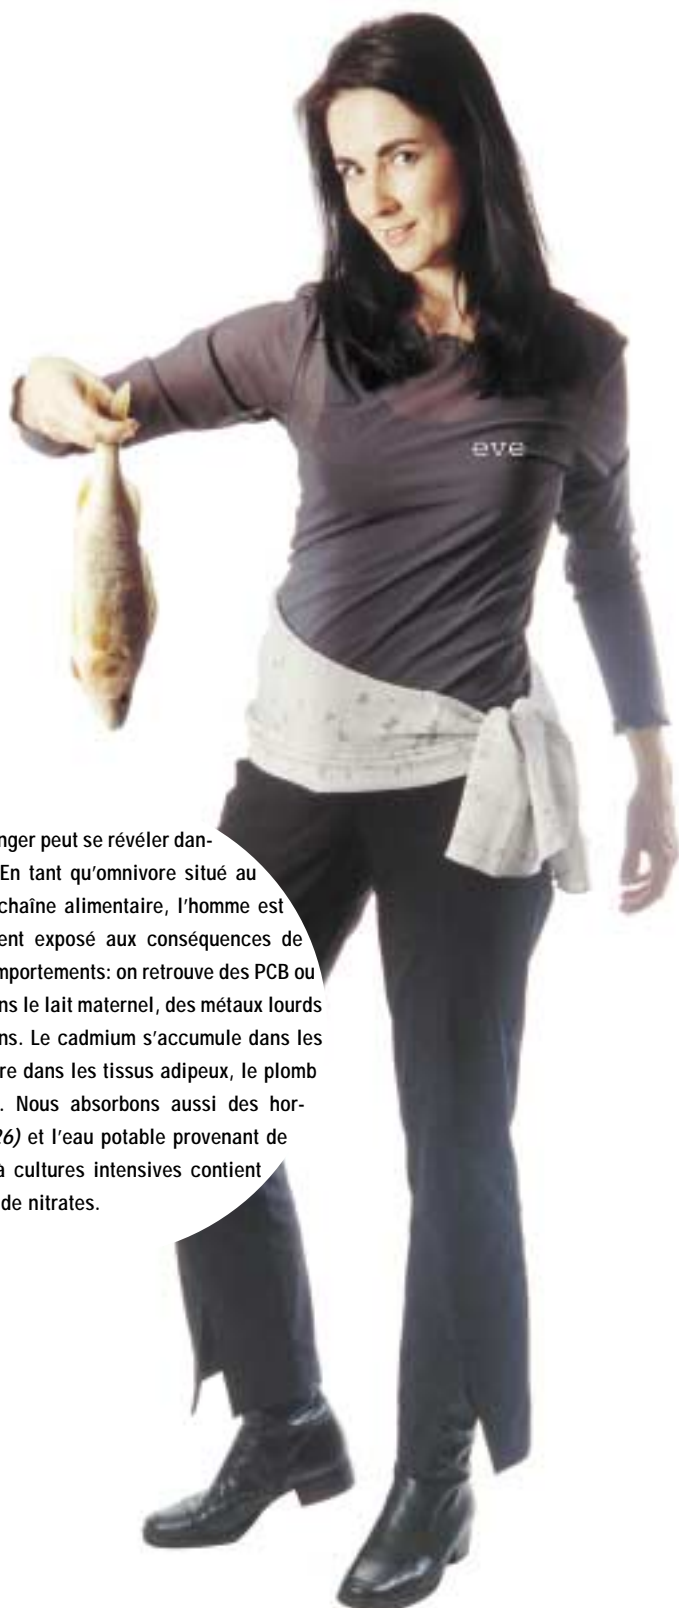 eve
nger peut se révéler dan-
En tant qu'omnivore situé au
chaîne alimentaire, l'homme est
ent exposé aux conséquences de
mportements: on retrouve des PCB ou
ns le lait maternel, des métaux lourds
ns. Le cadmium s'accumule dans les
re dans les tissus adipeux, le plomb
. Nous absorbons aussi des hor-
26) et l'eau potable provenant de
à cultures intensives contient
de nitrates.